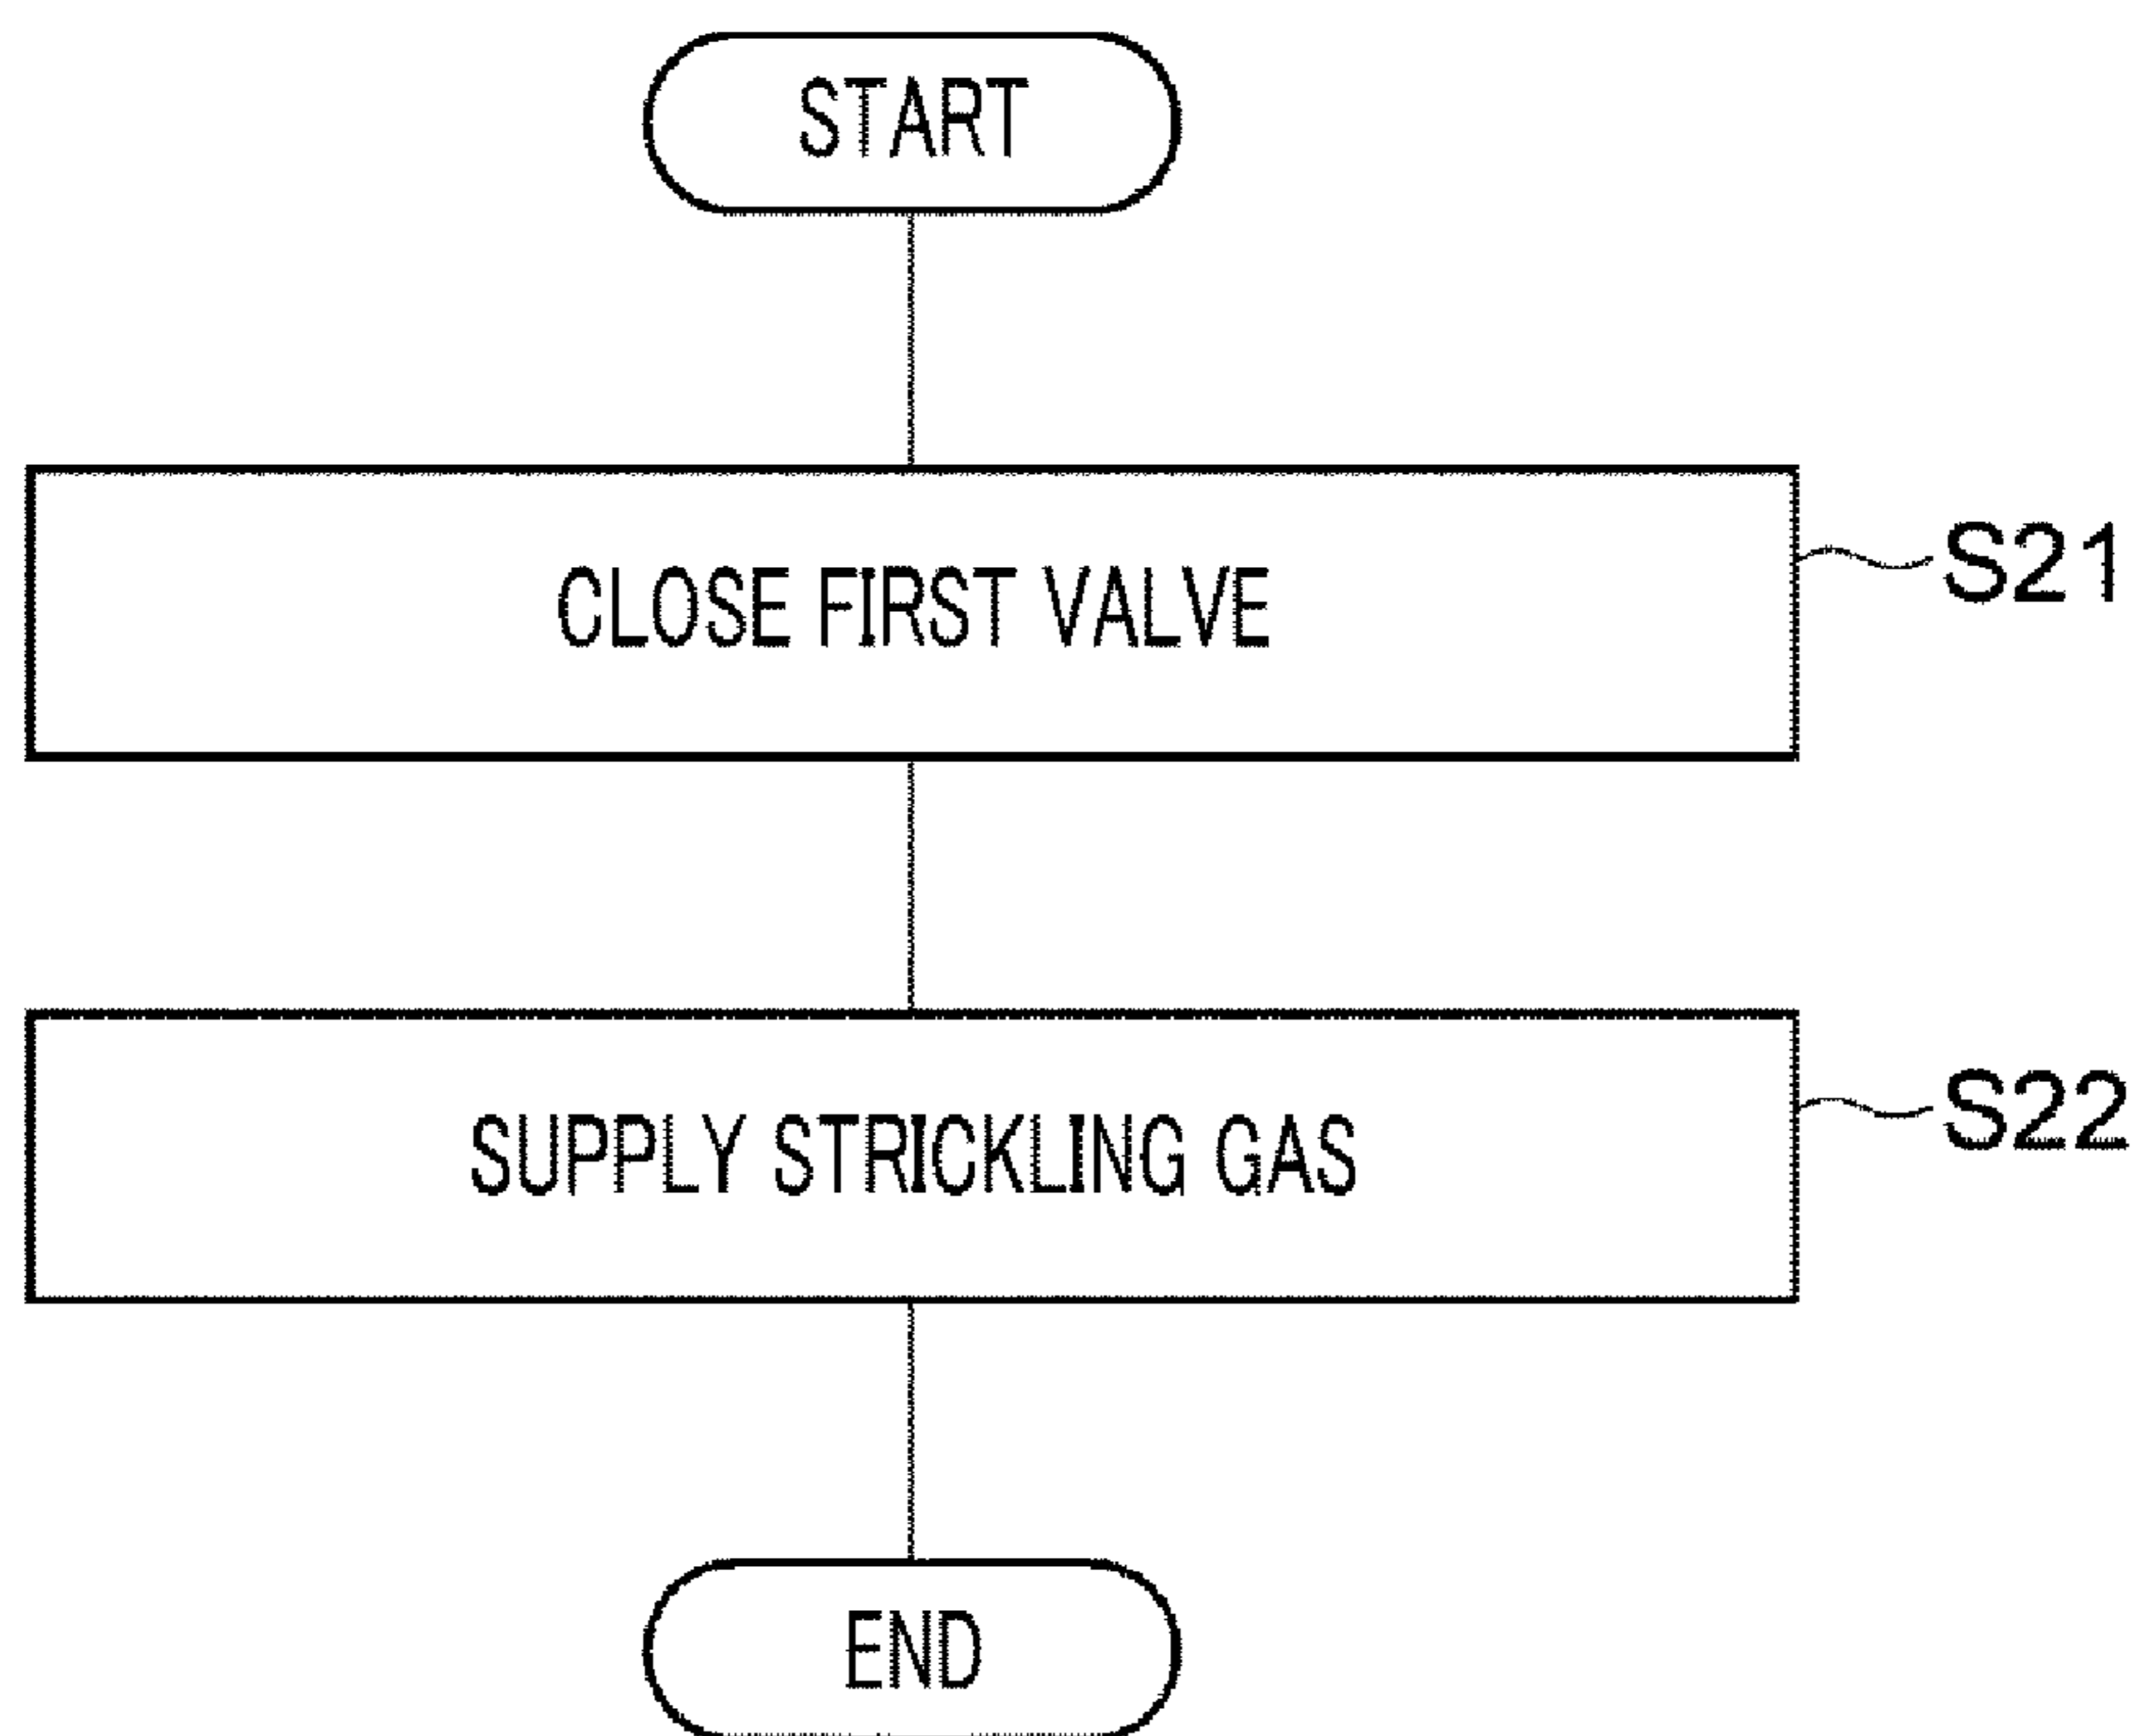 START
CLOSE FIRST VALVE
S21
SUPPLY STRICKLING GAS
S22
END